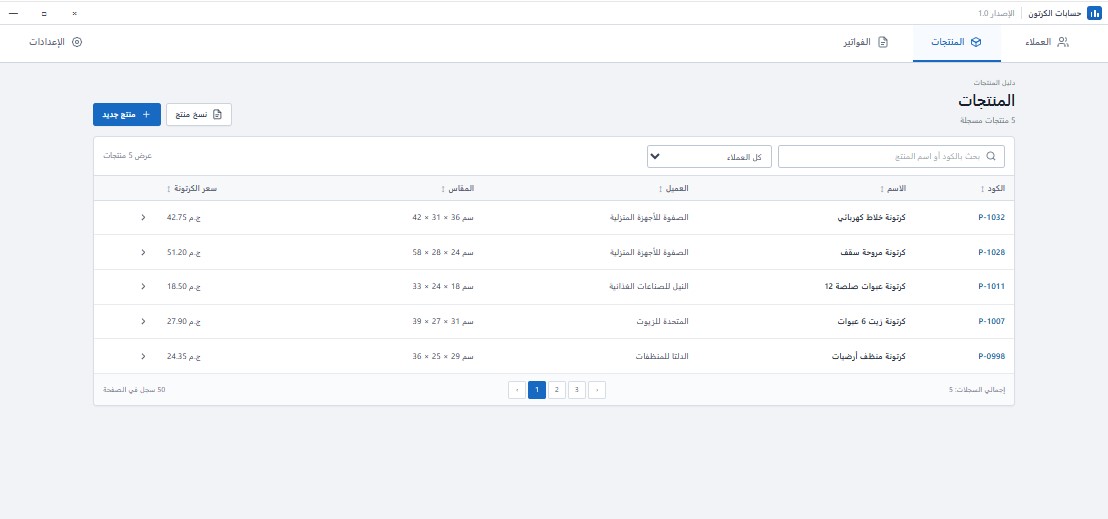 حسابات الكرتون الإصدار 1.0
العملاء المنتجات الفواتير الإعدادات
دليل المنتجات
المنتجات
5 منتجات مسجلة
نسخ منتج + منتج جديد
بحث بالكود أو اسم المنتج كل العملاء عرض 5 منتجات
الكود الاسم العميل المقاس سعر الكرتونة
P-1032 كرتونة خلاط كهربائي الصفوة للأجهزة المنزلية 42 × 31 × 36 سم 42.75 ج.م
P-1028 كرتونة مروحة سقف الصفوة للأجهزة المنزلية 58 × 28 × 24 سم 51.20 ج.م
P-1011 كرتونة عبوات صلصة 12 النيل للصناعات الغذائية 33 × 24 × 18 سم 18.50 ج.م
P-1007 كرتونة زيت 6 عبوات المتحدة للزيوت 39 × 27 × 31 سم 27.90 ج.م
P-0998 كرتونة منظف أرضيات الدلتا للمنظفات 36 × 25 × 29 سم 24.35 ج.م
إجمالي السجلات: 5 ‹ 3 2 1 › 50 سجل في الصفحة